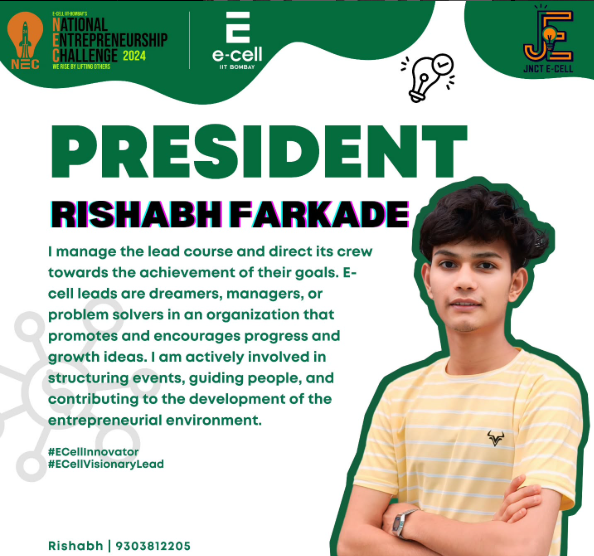 E-CELL IIT BOMBAY'S
NATIONAL
ENTREPRENEURSHIP
CHALLENGE 2024
WE RISE BY LIFTING OTHERS
NEC
e-cell
IIT BOMBAY
JNCT E-CELL
PRESIDENT
RISHABH FARKADE
I manage the lead course and direct its crew
towards the achievement of their goals. E-
cell leads are dreamers, managers, or
problem solvers in an organization that
promotes and encourages progress and
growth ideas. I am actively involved in
structuring events, guiding people, and
contributing to the development of the
entrepreneurial environment.
#ECellInnovator
#ECellVisionaryLead
Rishabh | 9303812205